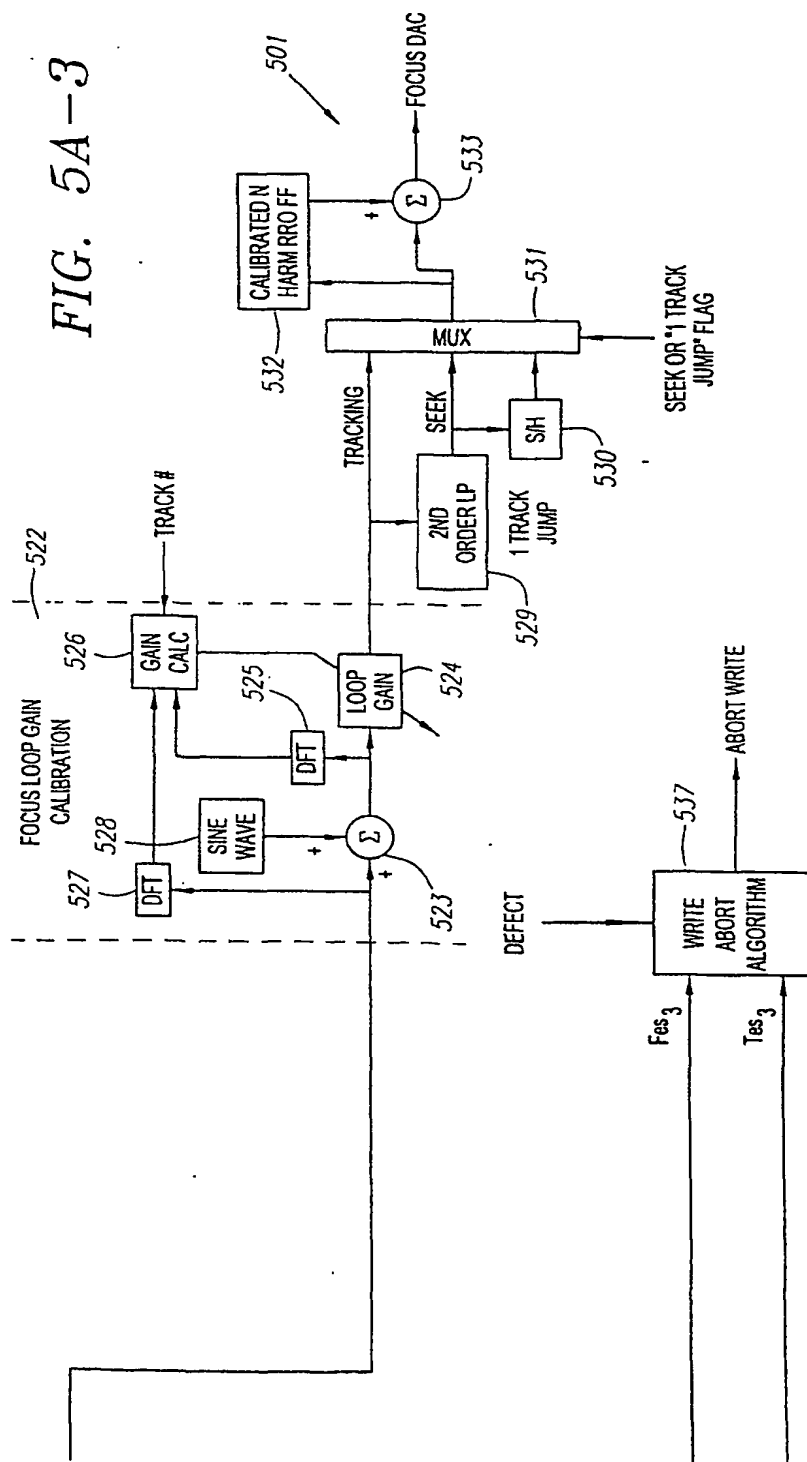 FIG. 5A-3
501
FOCUS DAC
533
Σ
+
CALIBRATED N
HARM RRO FF
532
531
MUX
SEEK OR "1 TRACK
JUMP" FLAG
TRACKING
SEEK
S/H
530
2ND
ORDER LP
1 TRACK
JUMP
529
522
TRACK #
FOCUS LOOP GAIN
CALIBRATION
526
GAIN
CALC
525
DFT
LOOP
GAIN
524
527
DFT
528
SINE
WAVE
+
Σ
+
523
DEFECT
537
WRITE
ABORT
ALGORITHM
ABORT WRITE
Fes3
Tes3